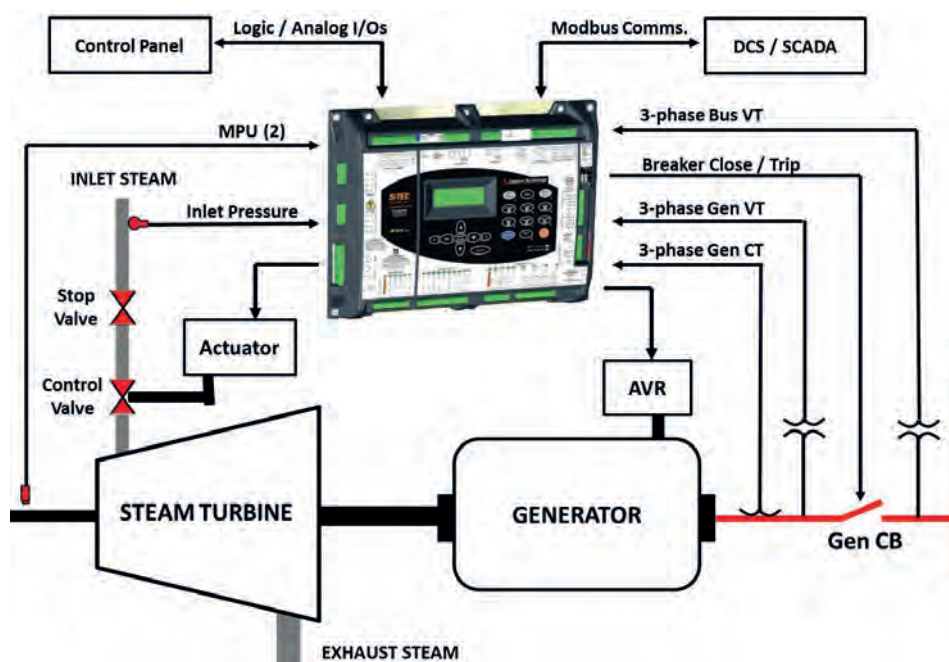 Control Panel
Logic / Analog I/Os
Modbus Comms.
DCS / SCADA
MPU (2)
3-phase Bus VT
INLET STEAM
Breaker Close / Trip
Inlet Pressure
3-phase Gen VT
3-phase Gen CT
Stop
Valve
Actuator
Control
Valve
AVR
STEAM TURBINE
GENERATOR
Gen CB
EXHAUST STEAM